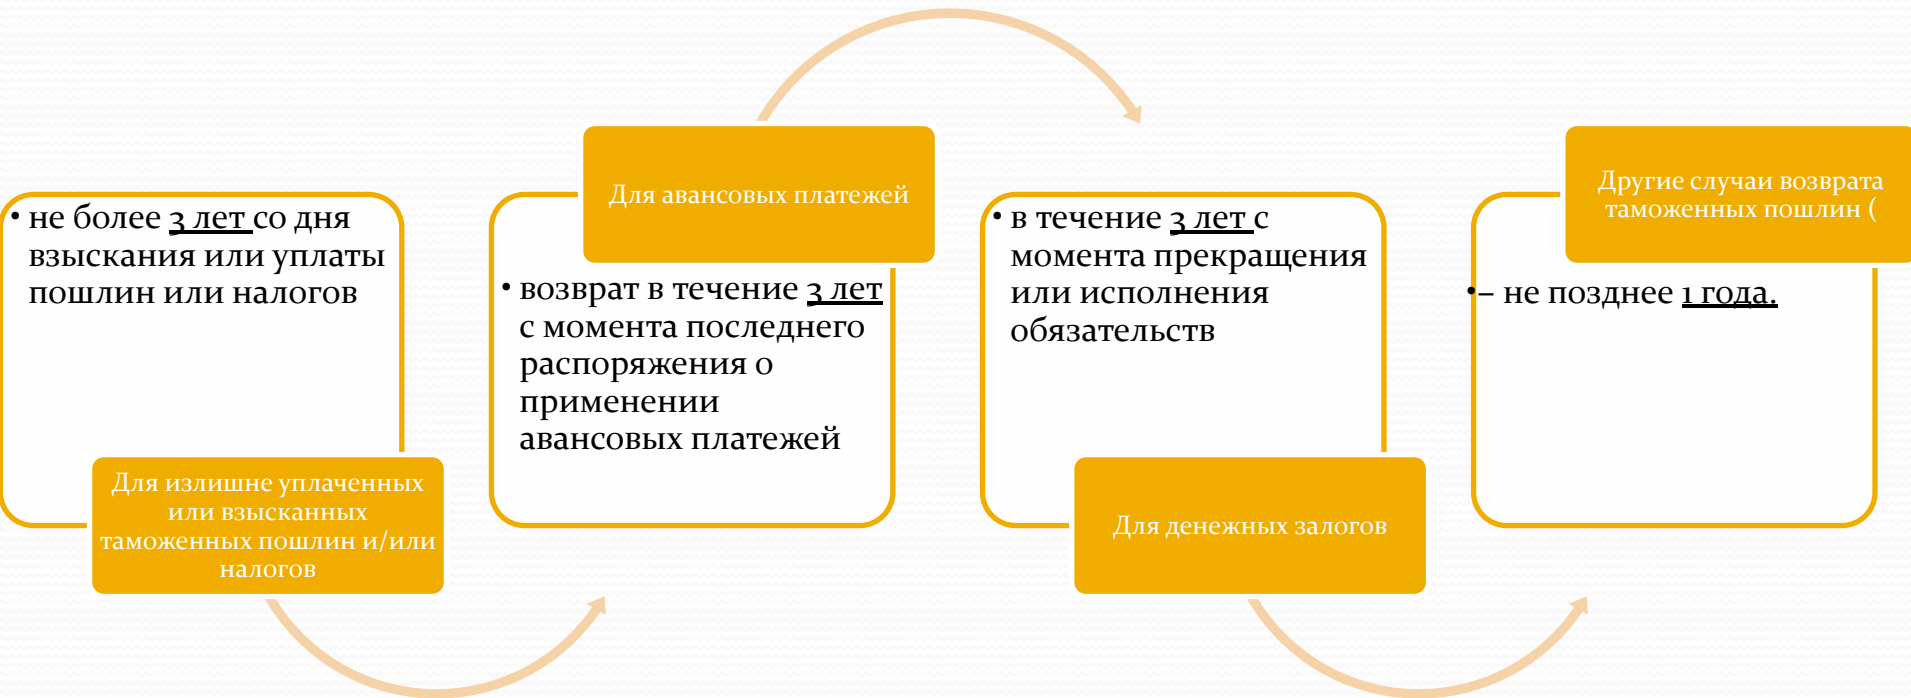 • не более 3 лет со дня
взыскания или уплаты
пошлин или налогов
Для излишне уплаченных
или взысканных
таможенных пошлин и/или
налогов
Для авансовых платежей
• возврат в течение 3 лет
с момента последнего
распоряжения о
применении
авансовых платежей
• в течение 3 лет с
момента прекращения
или исполнения
обязательств
Для денежных залогов
Другие случаи возврата
таможенных пошлин (
•– не позднее 1 года.